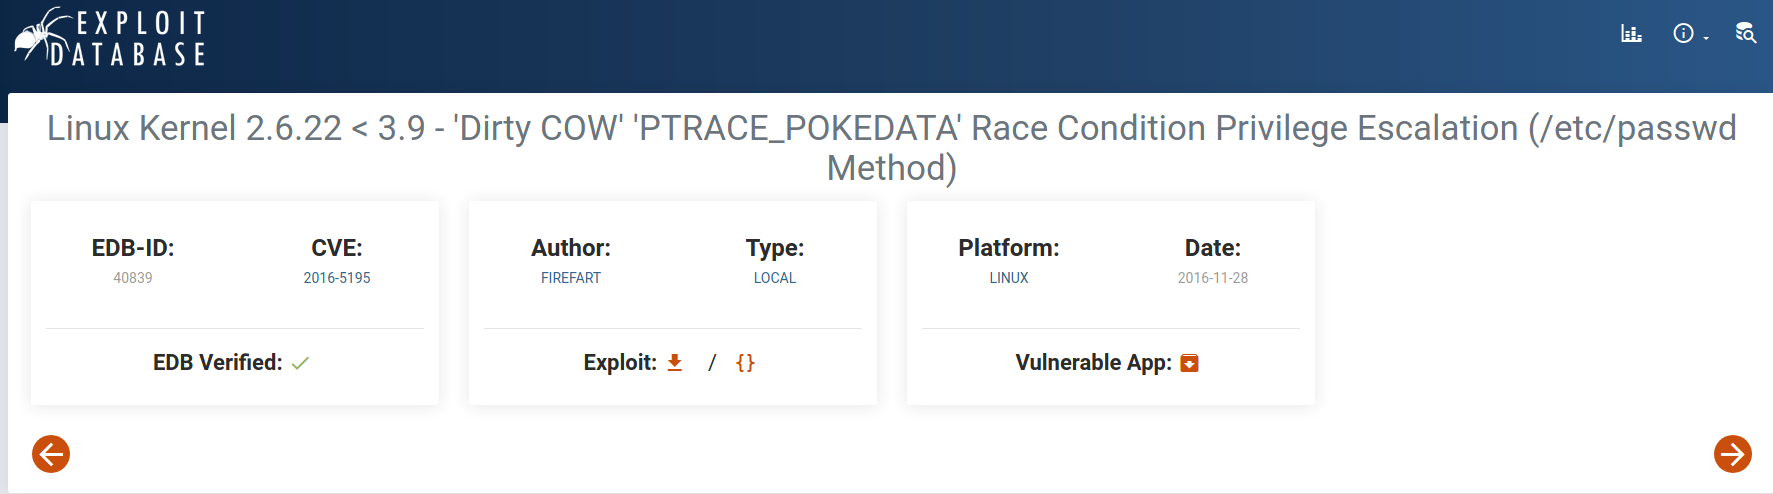 EXPLOIT
DATABASE
Linux Kernel 2.6.22 < 3.9 - 'Dirty COW' 'PTRACE_POKEDATA' Race Condition Privilege Escalation (/etc/passwd
Method)
EDB-ID:
40839
CVE:
2016-5195
EDB Verified:
Author:
FIREFART
Type:
LOCAL
Exploit: / {}
Platform:
LINUX
Date:
2016-11-28
Vulnerable App: